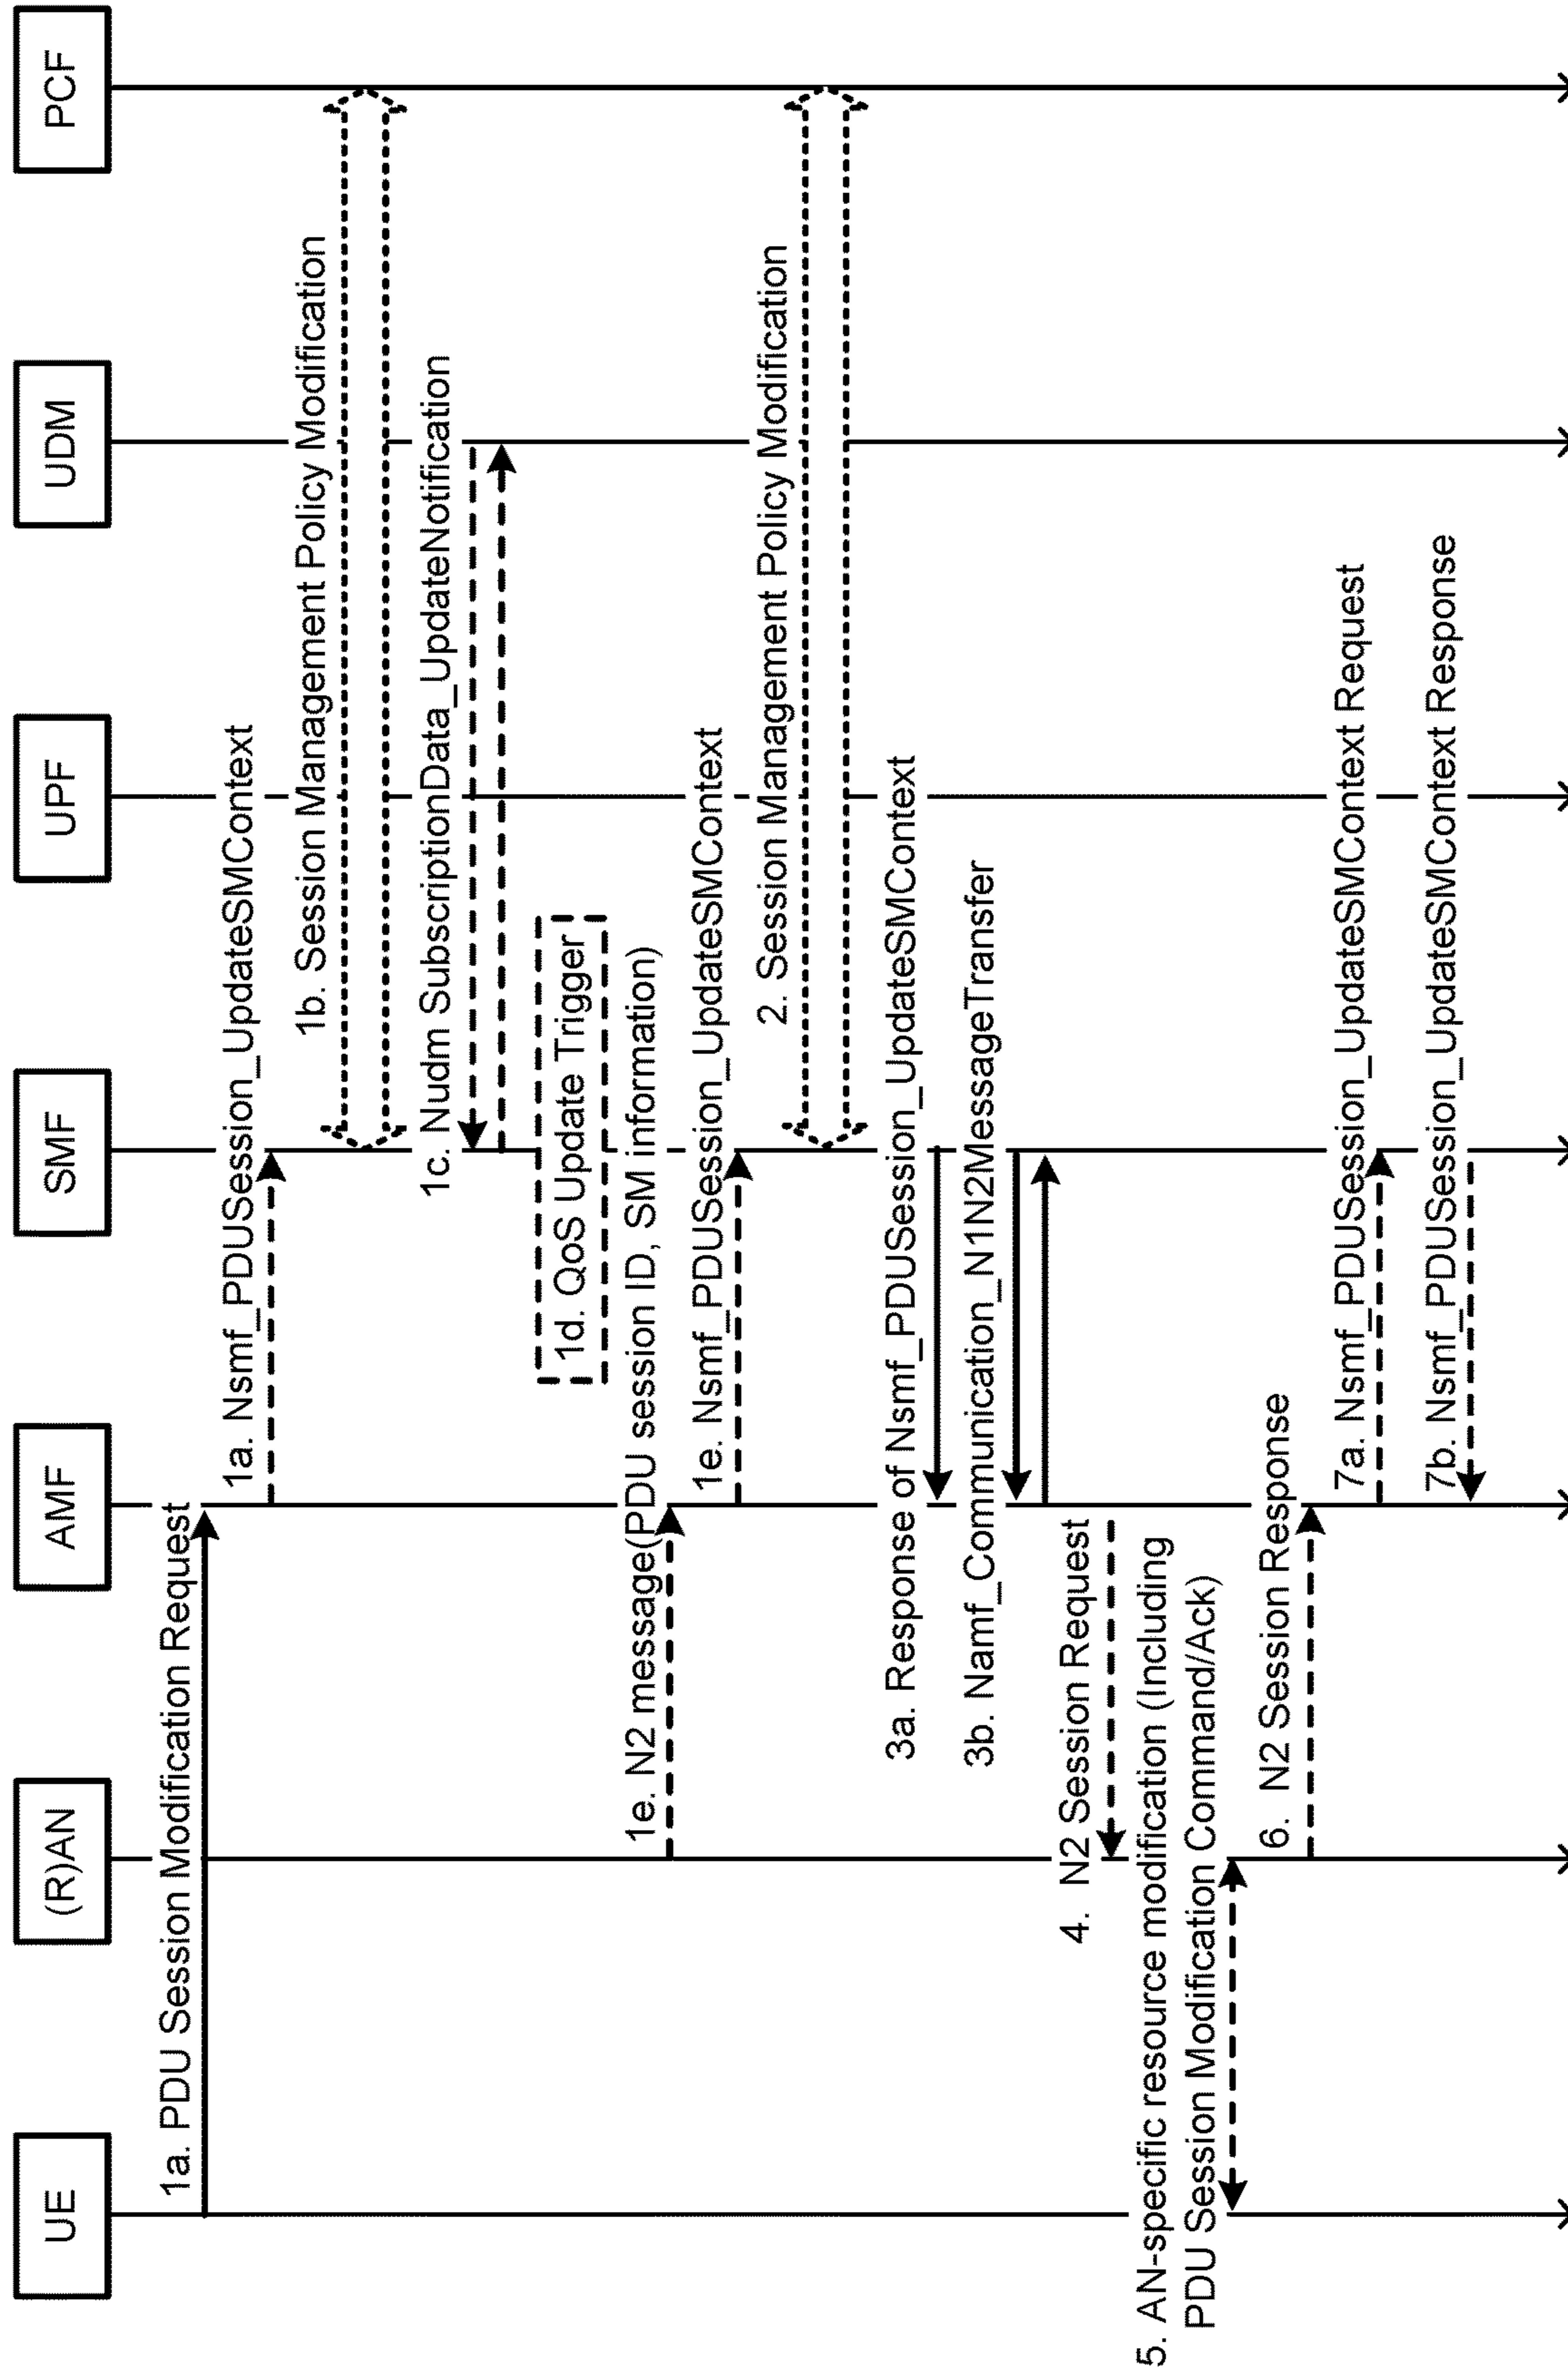 UE
(R)AN
AMF
SMF
UPF
UDM
PCF
1a. PDU Session Modification Request
1a. Nsmf_PDUSession_UpdateSMContext
1b. Session Management Policy Modification
1c. Nudm SubscriptionData_UpdateNotification
1d. QoS Update Trigger
1e. N2 message(PDU session ID, SM information)
1e. Nsmf_PDUSession_UpdateSMContext
2. Session Management Policy Modification
3a. Response of Nsmf_PDUSession_UpdateSMContext
3b. Namf_Communication_N1N2MessageTransfer
4. N2 Session Request
5. AN-specific resource modification (Including
PDU Session Modification Command/Ack)
6. N2 Session Response
7a. Nsmf_PDUSession_UpdateSMContext Request
7b. Nsmf_PDUSession_UpdateSMContext Response